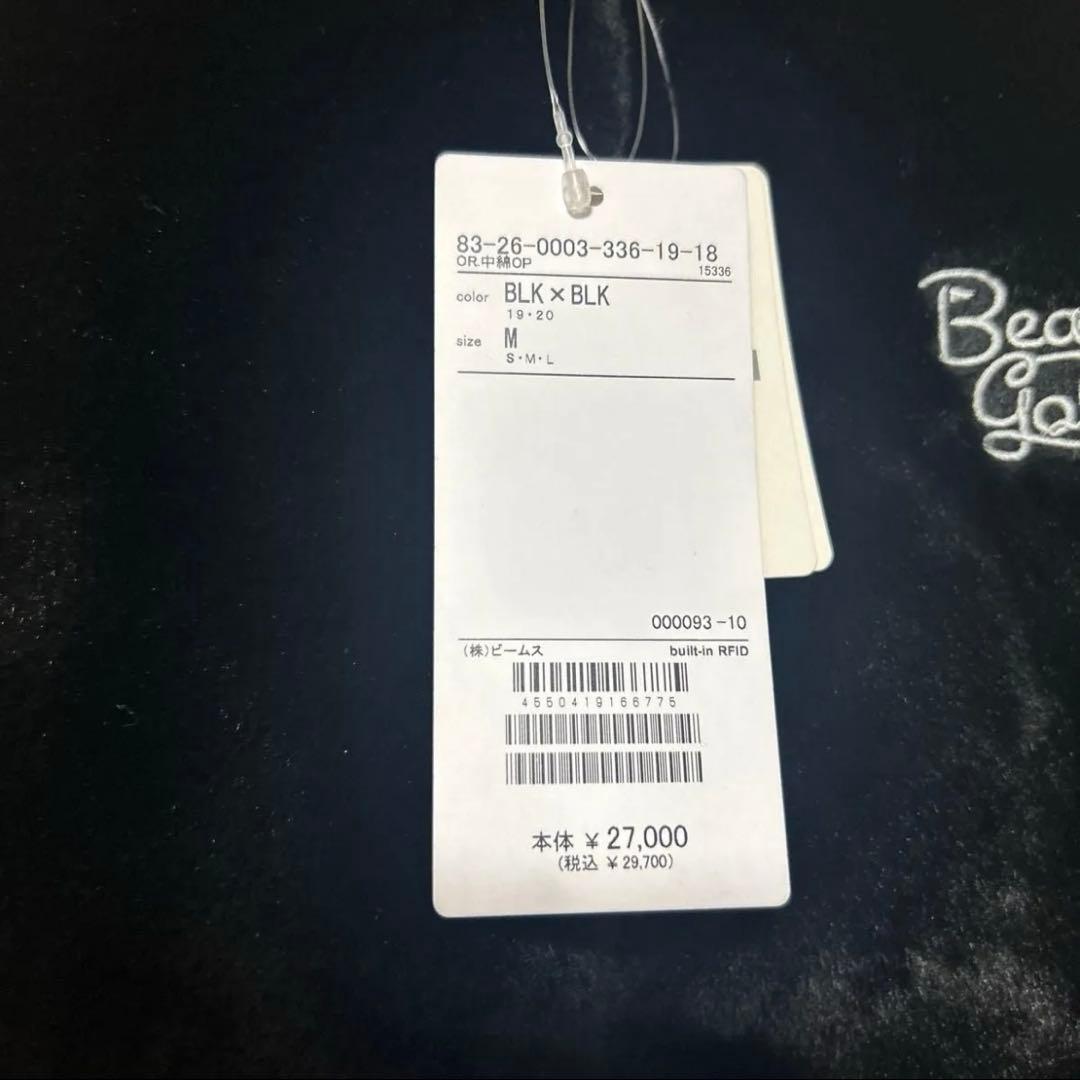 83-26-0003-336-19-18
OR.中綿OP
15336
color BLK×BLK
19・20
size M
S・M・L
000093-10
(株)ビームス
built-in RFID
4550419166775
本体 ¥27,000
(税込 ¥29,700)